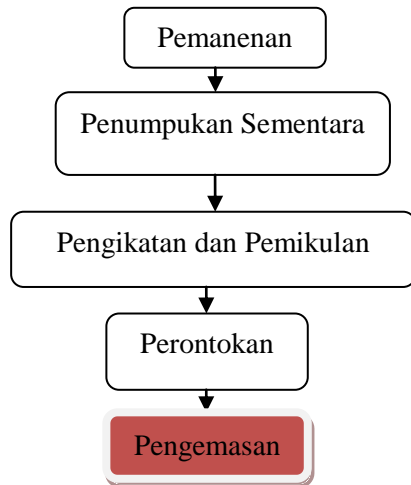 Pemanenan
Penumpukan Sementara
Pengikatan dan Pemikulan
Perontokan
Pengemasan